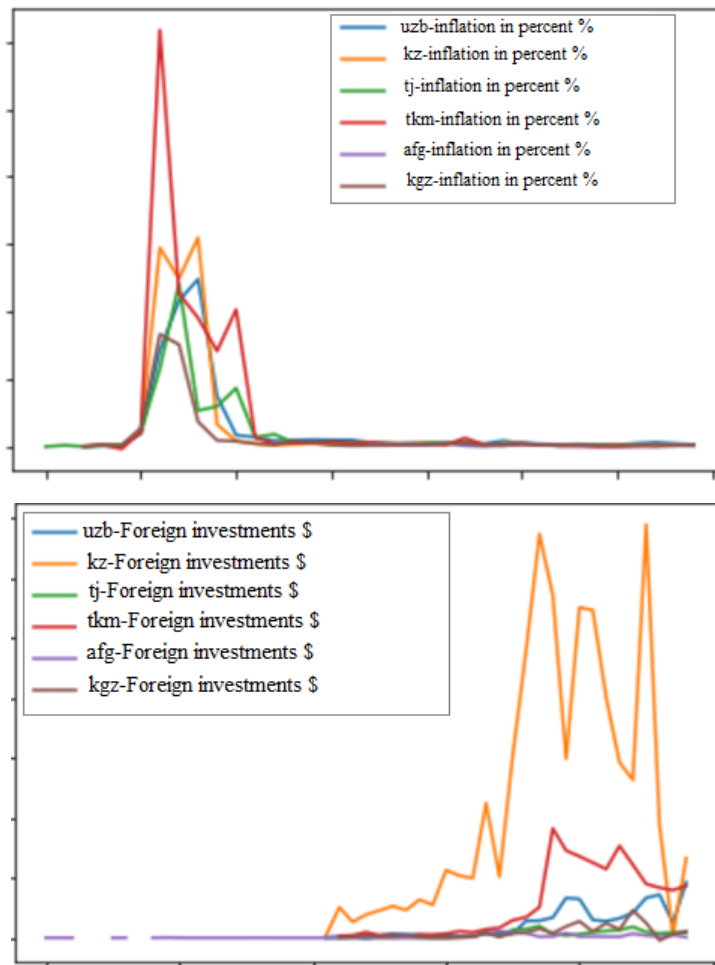 uzb-inflation in percent %
kz-inflation in percent %
tj-inflation in percent %
tkm-inflation in percent %
afg-inflation in percent %
kgz-inflation in percent %
uzb-Foreign investments $
kz-Foreign investments $
tj-Foreign investments $
tkm-Foreign investments $
afg-Foreign investments $
kgz-Foreign investments $